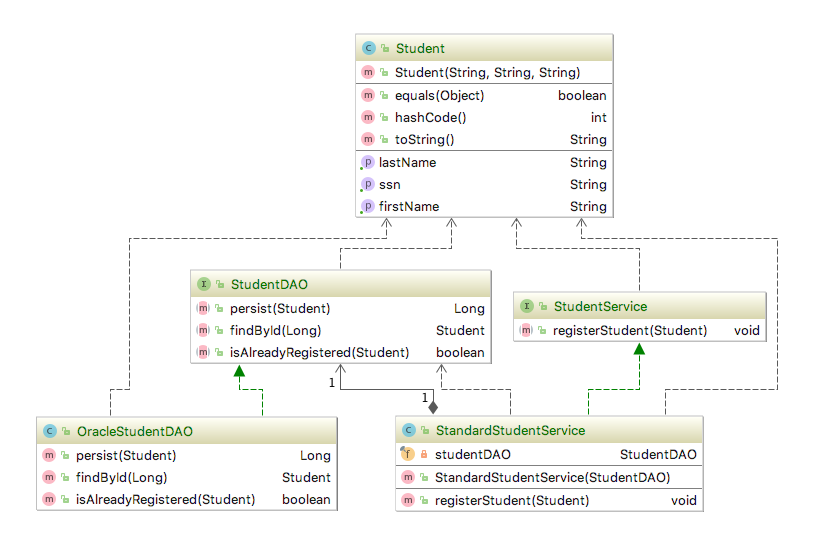 C Student
m Student(String, String, String)
m equals(Object) boolean
m hashCode() int
m toString() String
p lastName String
p ssn String
p firstName String
I StudentDAO
m persist(Student) Long
m findById(Long) Student
m isAlreadyRegistered(Student) boolean
I StudentService
m registerStudent(Student) void
1
1
C OracleStudentDAO
m persist(Student) Long
m findById(Long) Student
m isAlreadyRegistered(Student) boolean
C StandardStudentService
f studentDAO StudentDAO
m StandardStudentService(StudentDAO)
m registerStudent(Student) void